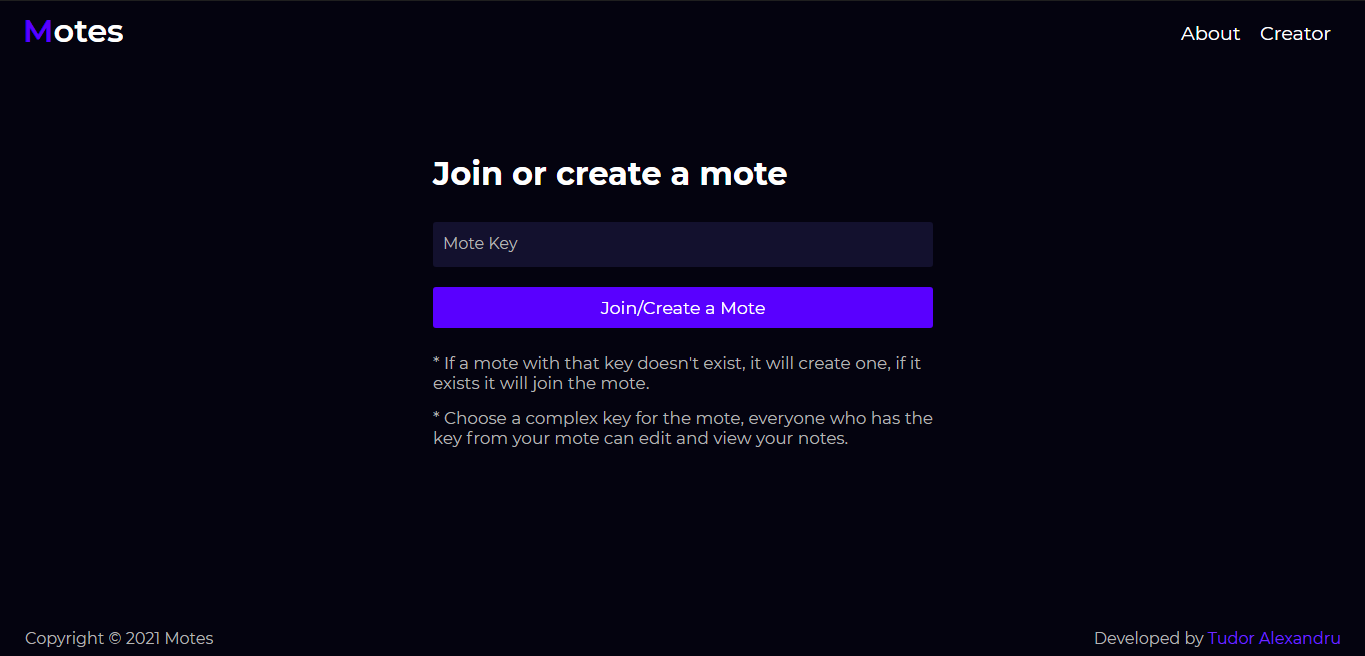 Motes
About Creator
Join or create a mote
Mote Key
Join/Create a Mote
* If a mote with that key doesn't exist, it will create one, if it
exists it will join the mote.
* Choose a complex key for the mote, everyone who has the
key from your mote can edit and view your notes.
Copyright © 2021 Motes
Developed by Tudor Alexandru